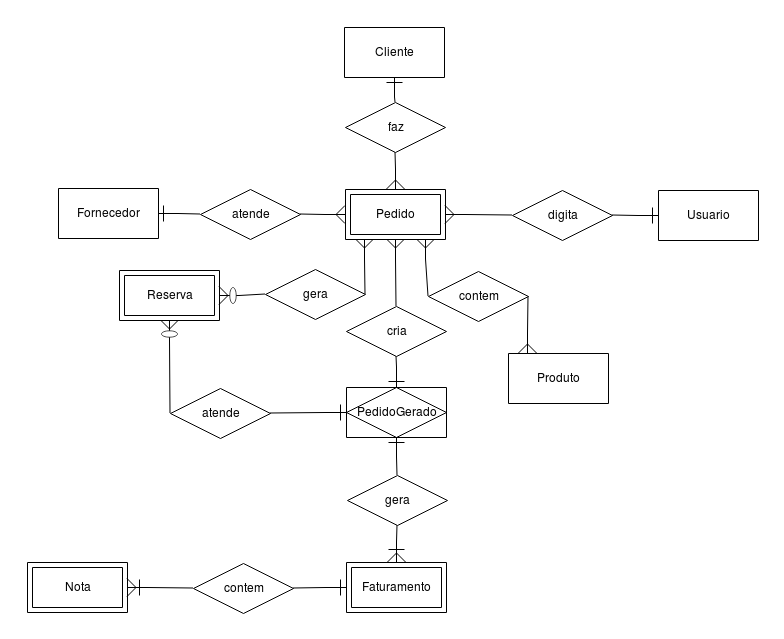 Cliente
faz
Fornecedor
atende
Pedido
digita
Usuario
Reserva
gera
contem
cria
Produto
atende
PedidoGerado
gera
Nota
contem
Faturamento